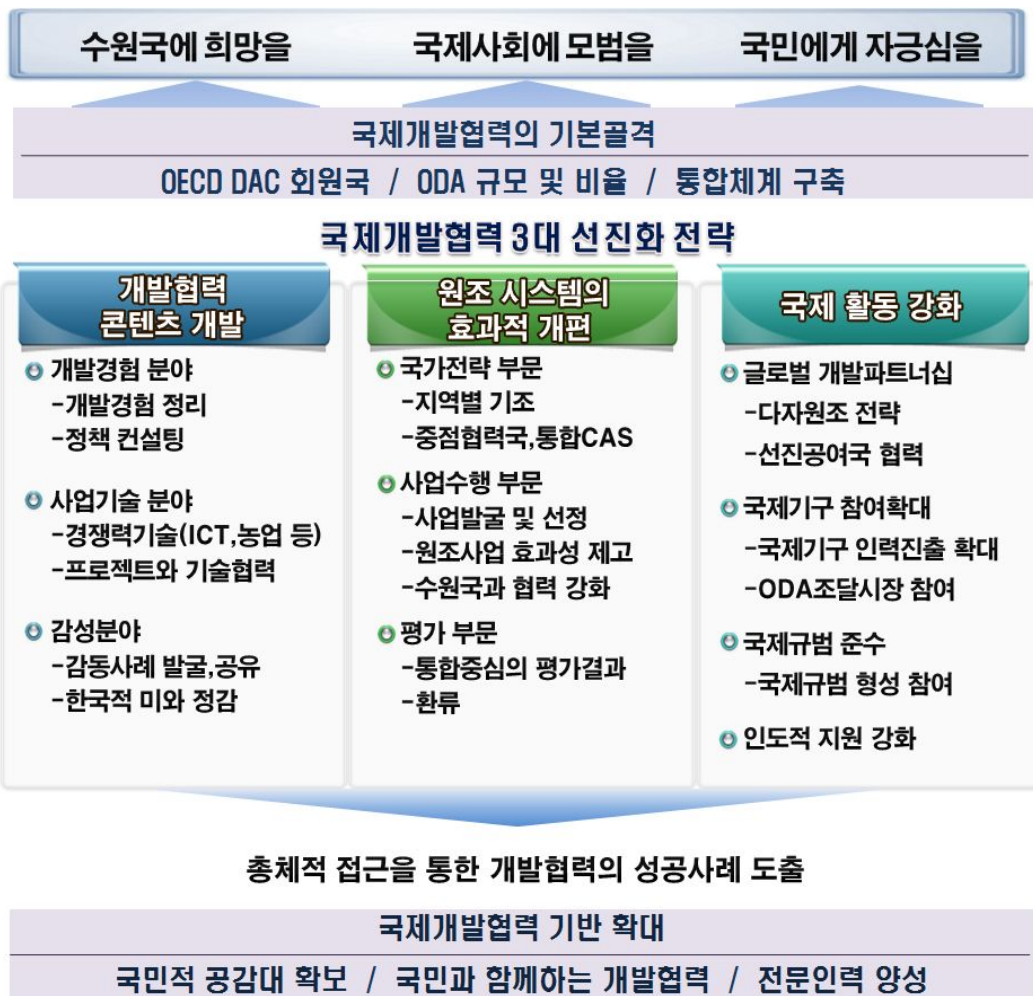 수원국에 희망을 국제사회에 모범을 국민에게 자긍심을
국제개발협력의 기본골격
OECD DAC 회원국 / ODA 규모 및 비율 / 통합체계 구축
국제개발협력 3대 선진화 전략
개발협력
콘텐츠 개발
개발경험 분야
-개발경험 정리
-정책 컨설팅
사업기술 분야
-경쟁력기술(ICT,농업 등)
-프로젝트와 기술협력
감성분야
-감동사례 발굴,공유
-한국적 미와 정감
원조 시스템의
효과적 개편
국가전략 부문
-지역별 기조
-중점협력국,통합CAS
사업수행 부문
-사업발굴 및 선정
-원조사업 효과성 제고
-수원국과 협력 강화
평가 부문
-통합중심의 평가결과
-환류
국제 활동 강화
글로벌 개발파트너십
-다자원조 전략
-선진공여국 협력
국제기구 참여확대
-국제기구 인력진출 확대
-ODA조달시장 참여
국제규범 준수
-국제규범 형성 참여
인도적 지원 강화
총체적 접근을 통한 개발협력의 성공사례 도출
국제개발협력 기반 확대
국민적 공감대 확보 / 국민과 함께하는 개발협력 / 전문인력 양성